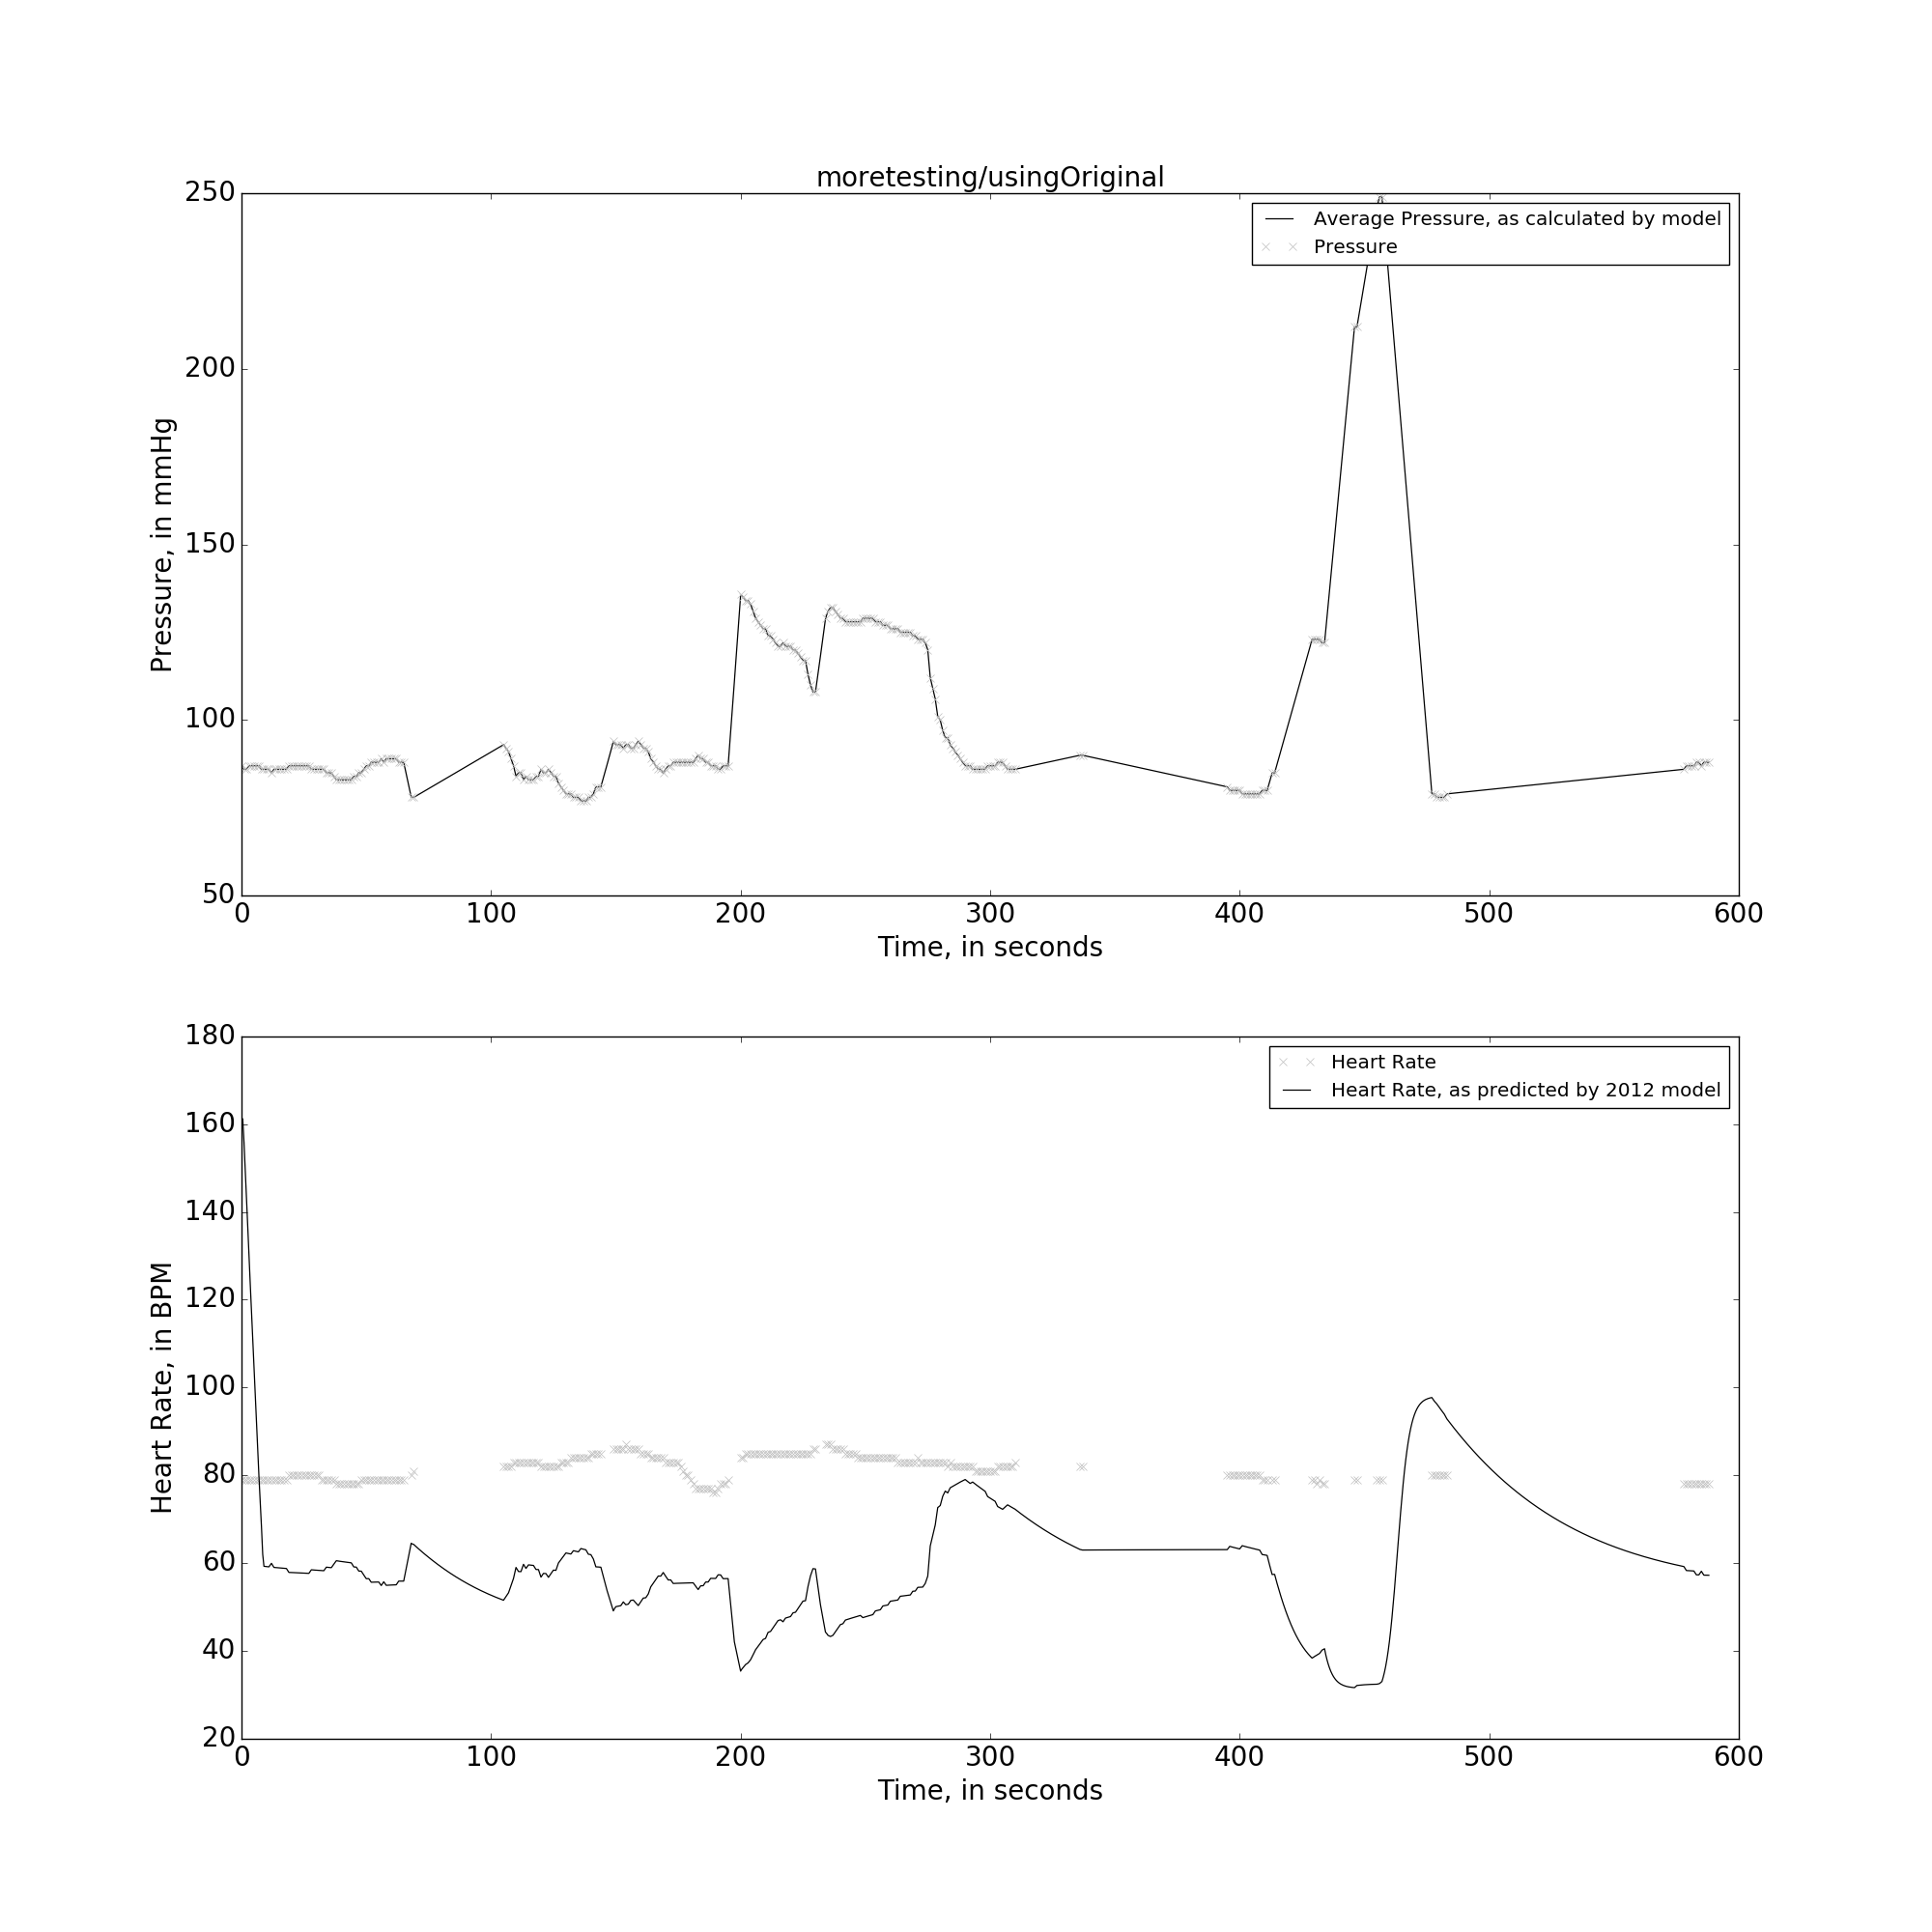 moretesting/usingOriginal
250
200
150
100
50
Pressure, in mmHg
Average Pressure, as calculated by model
Pressure
0 100 200 300 400 500 600
Time, in seconds
180
160
140
120
100
80
60
40
20
Heart Rate, in BPM
Heart Rate
Heart Rate, as predicted by 2012 model
0 100 200 300 400 500 600
Time, in seconds